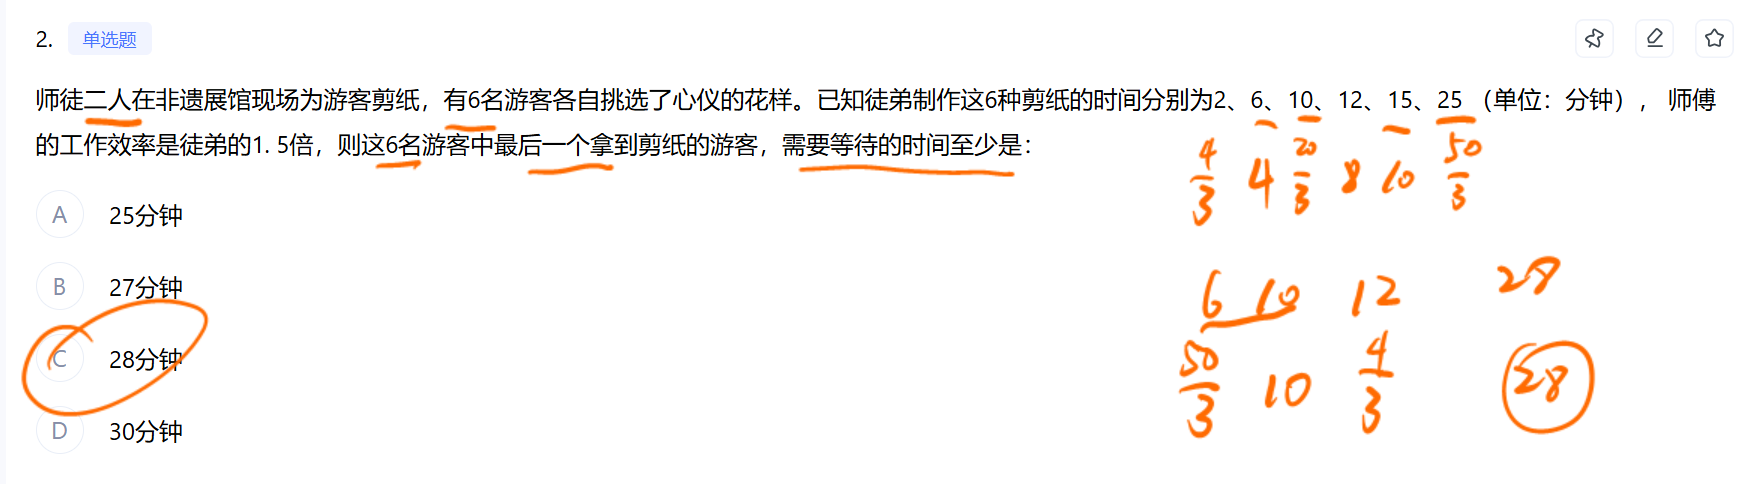 2. 单选题
师徒二人在非遗展馆现场为游客剪纸，有6名游客各自挑选了心仪的花样。已知徒弟制作这6种剪纸的时间分别为2、6、10、12、15、25 （单位：分钟）， 师傅
的工作效率是徒弟的1. 5倍，则这6名游客中最后一个拿到剪纸的游客，需要等待的时间至少是：
4/3 4 20/3 8 10 50/3
A 25分钟
B 27分钟
6 10 12 28
C 28分钟
50/3 10 4/3 28
D 30分钟